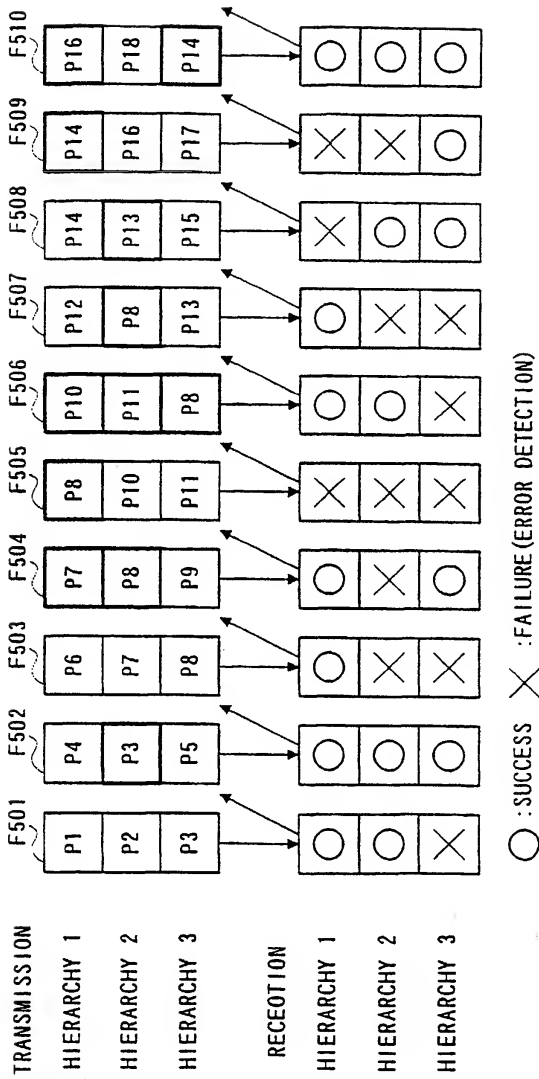 F501 F502 F503 F504 F505 F506 F507 F508 F509 F510
TRANSMISSION
HIERARCHY 1 P1 P4 P6 P7 P8 P10 P12 P14 P14 P16
HIERARCHY 2 P2 P3 P7 P8 P10 P11 P8 P13 P16 P18
HIERARCHY 3 P3 P5 P8 P9 P11 P8 P13 P15 P17 P14
RECEOTION
HIERARCHY 1
HIERARCHY 2
HIERARCHY 3
:SUCCESS :FAILURE(ERROR DETECTION)